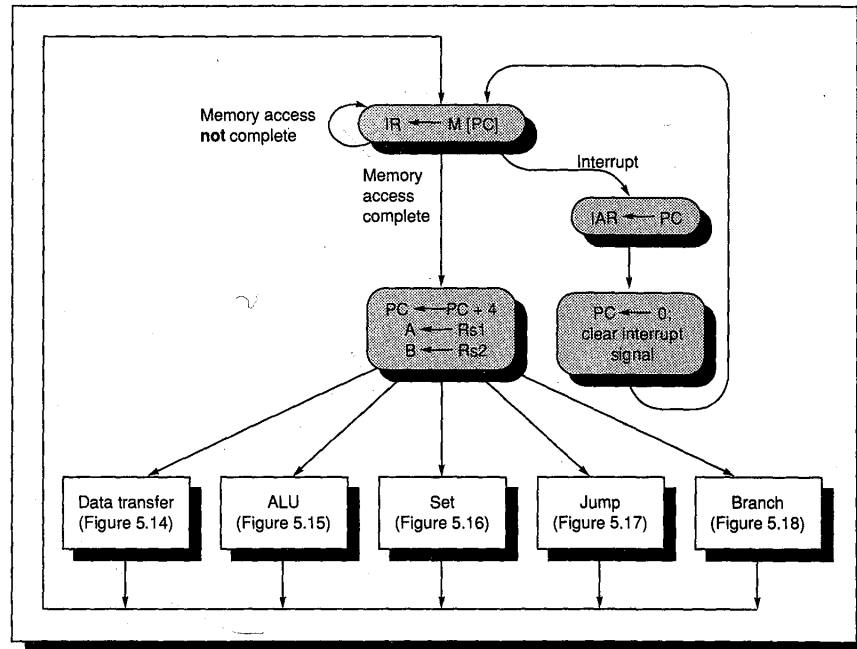 IR ← M [PC]
Memory access
not complete
Interrupt
Memory
access
complete
IAR ← PC
PC ← PC + 4
A ← Rs1
B ← Rs2
PC ← 0;
clear interrupt
signal
Data transfer
(Figure 5.14)
ALU
(Figure 5.15)
Set
(Figure 5.16)
Jump
(Figure 5.17)
Branch
(Figure 5.18)